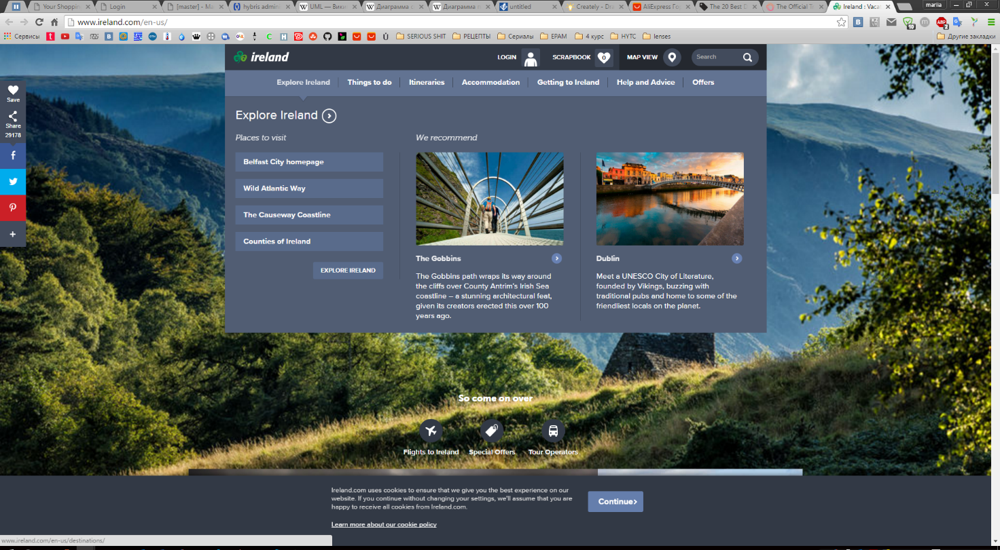 Your Shoppin
Login
[master] - Ma
hybris admin
UML — Вики
Диаграмма с
Диаграмма п
untitled
Creately - Dra
AliExpress Го
The 20 Best D
The Official T
Ireland : Vaca
mariia
www.ireland.com/en-us/
Сервисы
SERIOUS SHIT
РЕЦЕПТЫ
Сериалы
EPAM
4 курс
НУТС
lenses
Другие закладки
ireland
LOGIN
SCRAPBOOK
0
MAP VIEW
Search
Explore Ireland
Things to do
Itineraries
Accommodation
Getting to Ireland
Help and Advice
Offers
Save
Share
29178
Explore Ireland
Places to visit
Belfast City homepage
Wild Atlantic Way
The Causeway Coastline
Counties of Ireland
EXPLORE IRELAND
We recommend
The Gobbins
The Gobbins path wraps its way around
the cliffs over County Antrim's Irish Sea
coastline – a stunning architectural feat,
given its creators erected this over 100
years ago.
Dublin
Meet a UNESCO City of Literature,
founded by Vikings, buzzing with
traditional pubs and home to some of the
friendliest locals on the planet.
So come on over
Flights to Ireland
Special Offers
Tour Operators
Ireland.com uses cookies to ensure that we give you the best experience on our
website. If you continue without changing your settings, we'll assume that you are
happy to receive all cookies from Ireland.com.
Learn more about our cookie policy
Continue>
www.ireland.com/en-us/destinations/